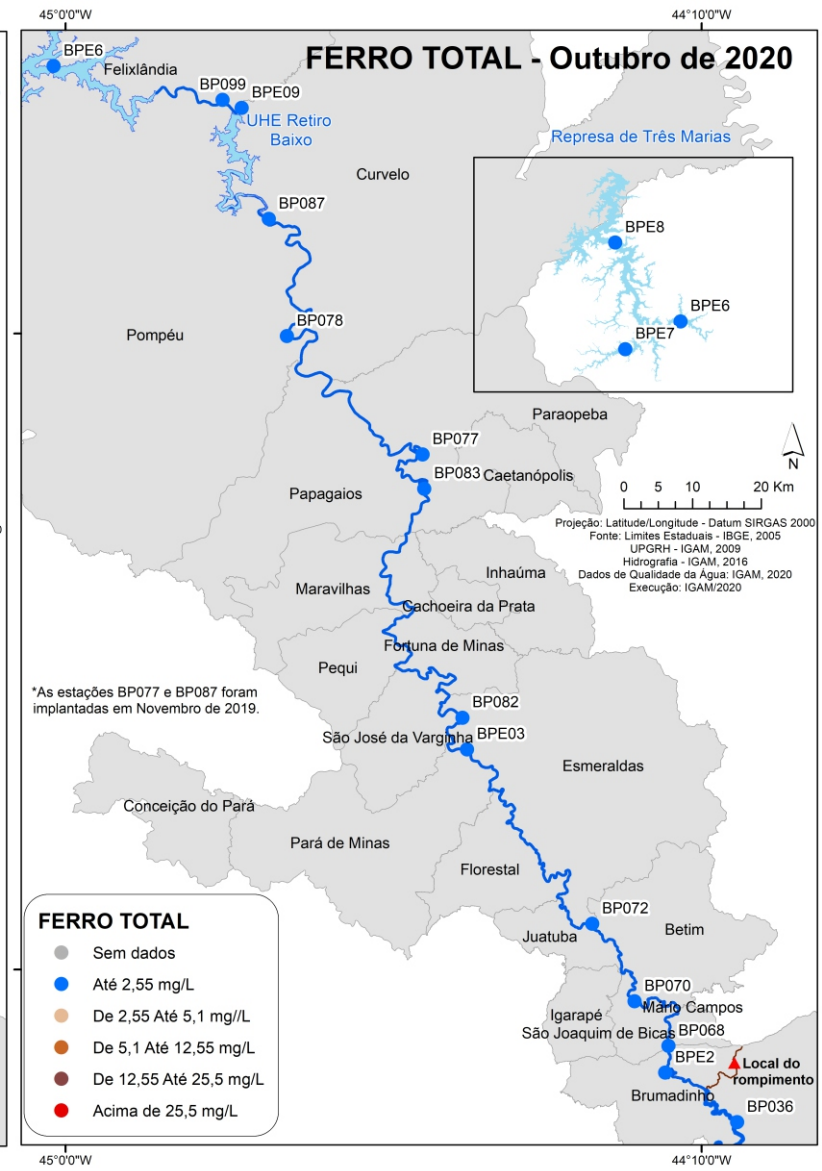 45°0'0"W
44°10'0"W
FERRO TOTAL - Outubro de 2020
BPE6
Felixlândia
BP099
BPE09
UHE Retiro
Baixo
Represa de Três Marias
Curvelo
BP087
BPE8
BPE6
BPE7
BP078
Pompéu
Paraopeba
BP077
N
BP083
Caetanópolis
Papagaios
0 5 10 20 Km
Projeção: Latitude/Longitude - Datum SIRGAS 2000
Fonte: Limites Estaduais - IBGE, 2005
UPGRH - IGAM, 2009
Hidrografia - IGAM, 2016
Dados de Qualidade da Água: IGAM, 2020
Execução: IGAM/2020
Inhaúma
Maravilhas
Cachoeira da Prata
Fortuna de Minas
Pequi
*As estações BP077 e BP087 foram
implantadas em Novembro de 2019.
BP082
São José da Varginha
BPE03
Esmeraldas
Conceição do Pará
Pará de Minas
Florestal
BP072
Juatuba
Betim
BP070
Mário Campos
Igarapé
São Joaquim de Bicas
BP068
BPE2
Local do
rompimento
Brumadinho
BP036
FERRO TOTAL
Sem dados
Até 2,55 mg/L
De 2,55 Até 5,1 mg//L
De 5,1 Até 12,55 mg/L
De 12,55 Até 25,5 mg/L
Acima de 25,5 mg/L
45°0'0"W
44°10'0"W